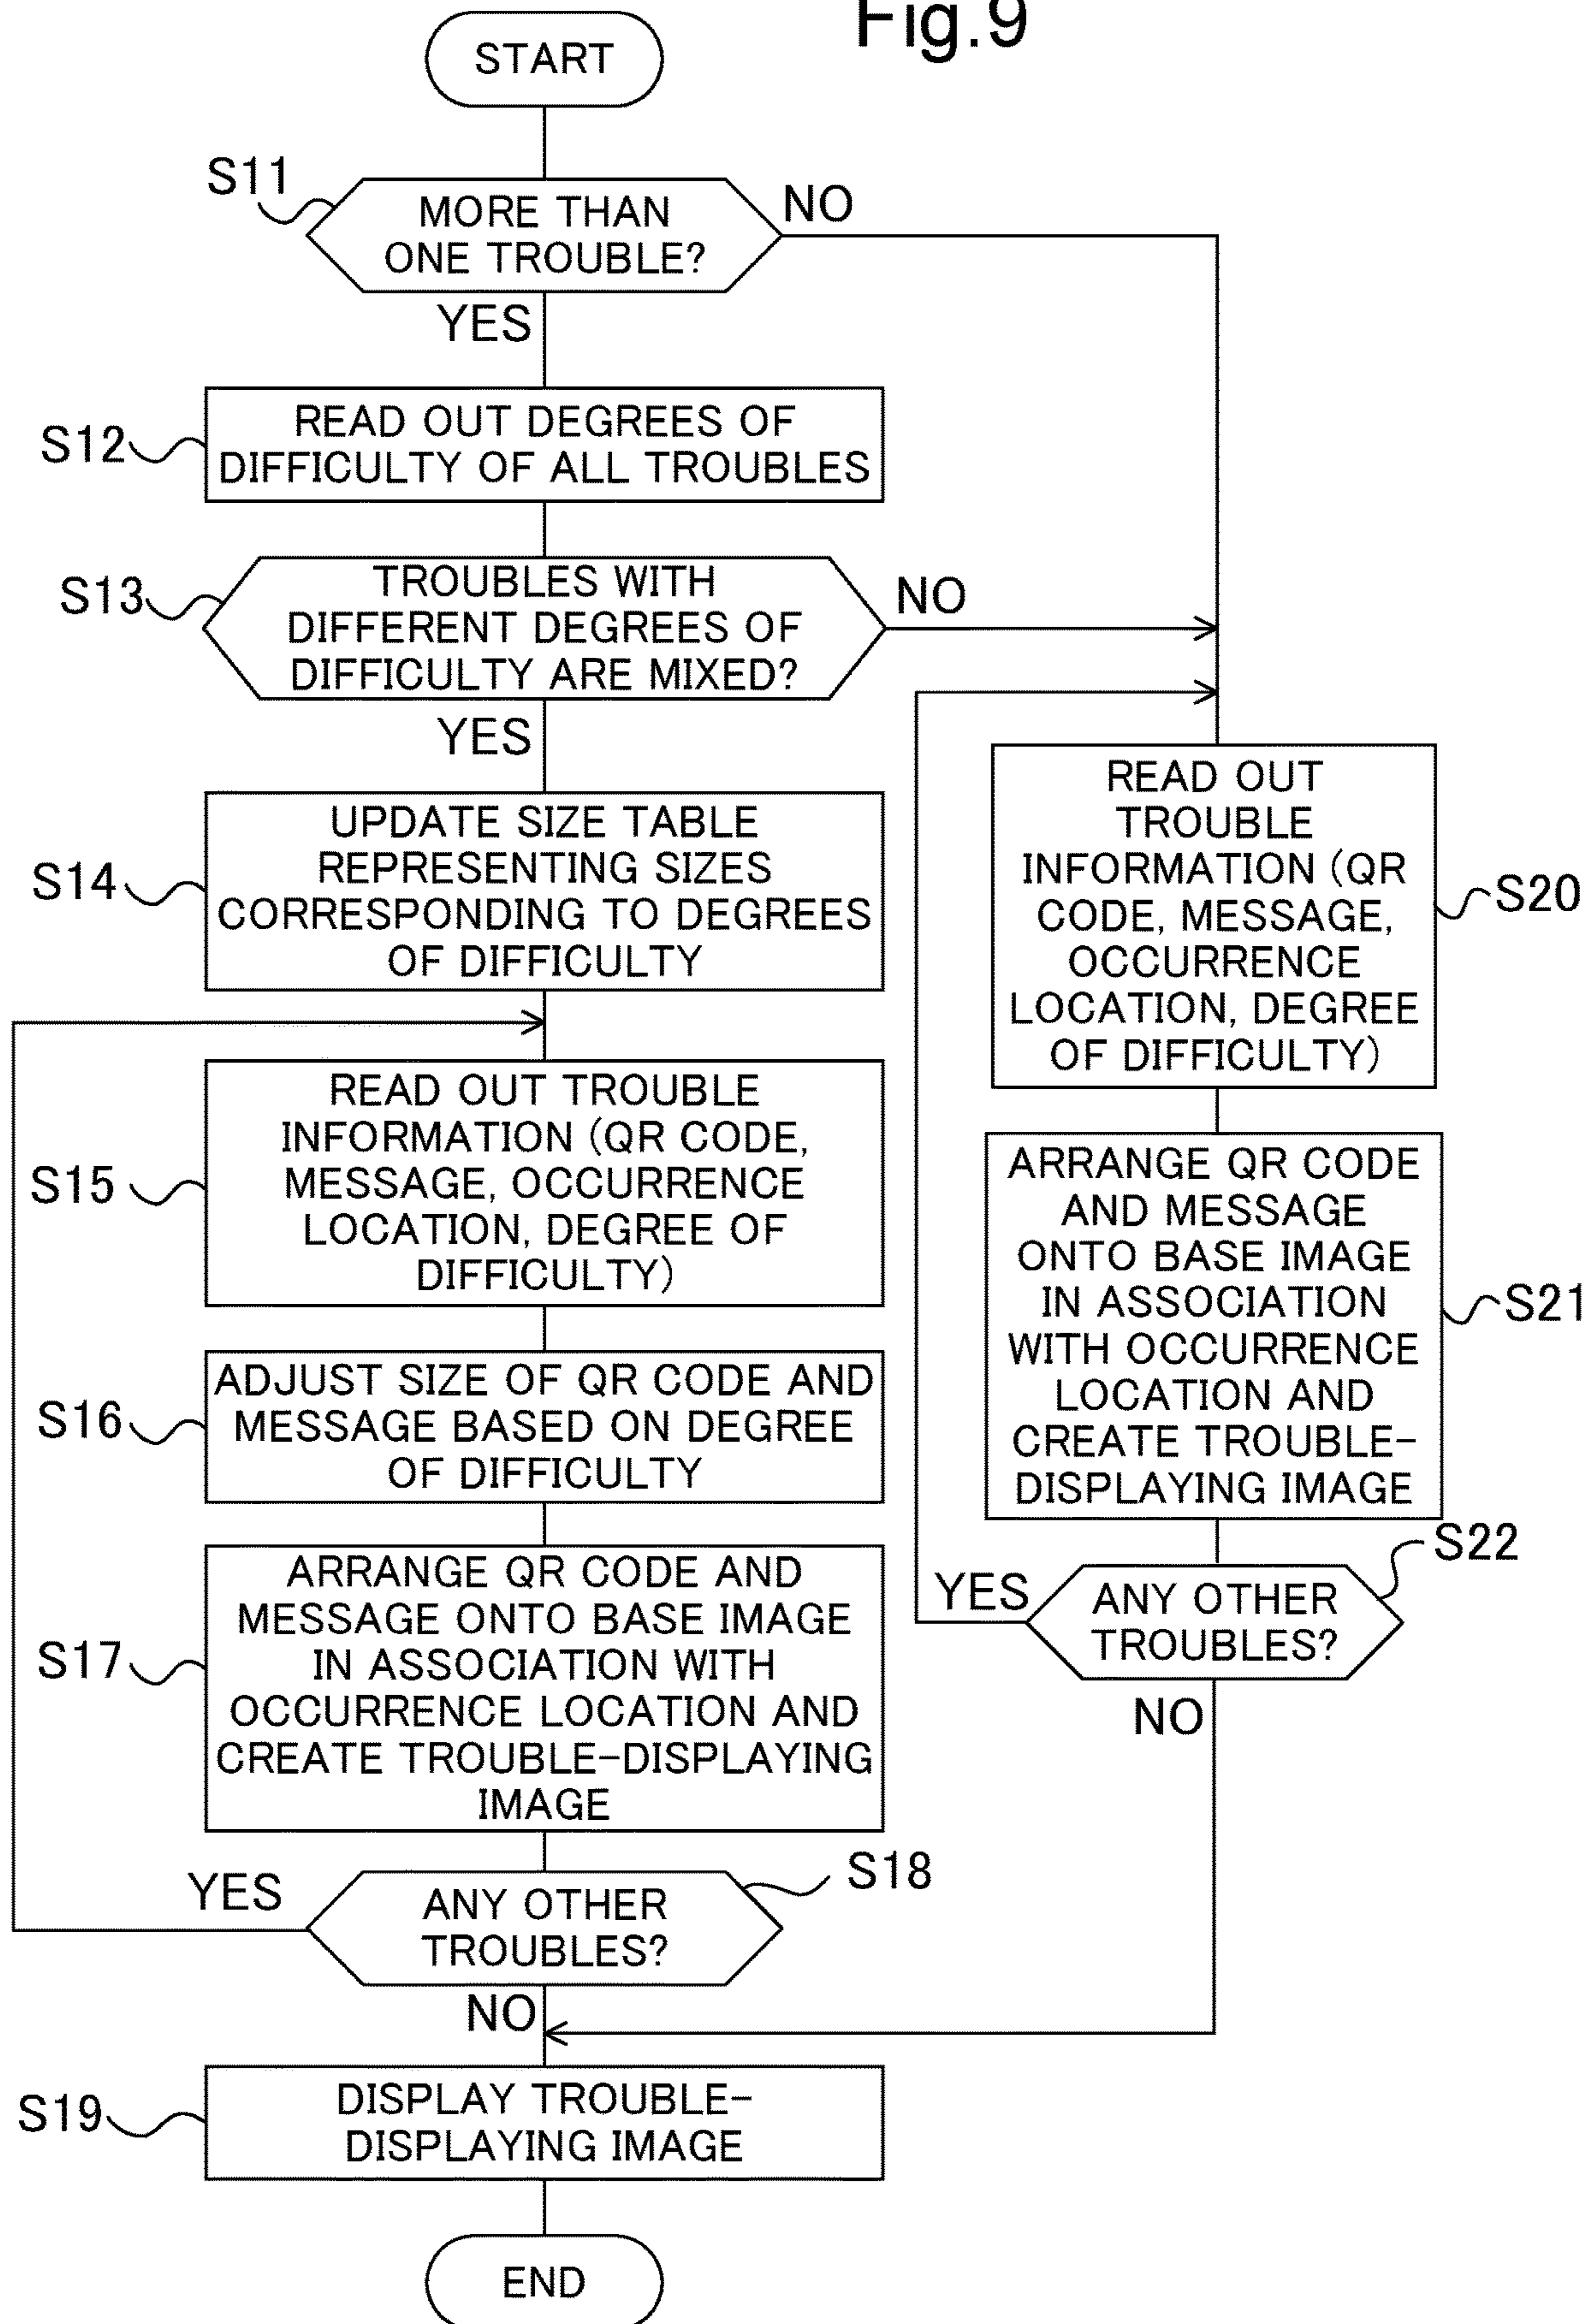 Fig.9
START
S11
MORE THAN
ONE TROUBLE?
NO
YES
S12
READ OUT DEGREES OF
DIFFICULTY OF ALL TROUBLES
S13
TROUBLES WITH
DIFFERENT DEGREES OF
DIFFICULTY ARE MIXED?
NO
YES
S14
UPDATE SIZE TABLE
REPRESENTING SIZES
CORRESPONDING TO DEGREES
OF DIFFICULTY
S15
READ OUT TROUBLE
INFORMATION (QR CODE,
MESSAGE, OCCURRENCE
LOCATION, DEGREE OF
DIFFICULTY)
S16
ADJUST SIZE OF QR CODE AND
MESSAGE BASED ON DEGREE
OF DIFFICULTY
S17
ARRANGE QR CODE AND
MESSAGE ONTO BASE IMAGE
IN ASSOCIATION WITH
OCCURRENCE LOCATION AND
CREATE TROUBLE-DISPLAYING
IMAGE
S18
ANY OTHER
TROUBLES?
YES
NO
S19
DISPLAY TROUBLE-
DISPLAYING IMAGE
END
S20
READ OUT
TROUBLE
INFORMATION (QR
CODE, MESSAGE,
OCCURRENCE
LOCATION, DEGREE
OF DIFFICULTY)
S21
ARRANGE QR CODE
AND MESSAGE
ONTO BASE IMAGE
IN ASSOCIATION
WITH OCCURRENCE
LOCATION AND
CREATE TROUBLE-
DISPLAYING IMAGE
S22
ANY OTHER
TROUBLES?
YES
NO